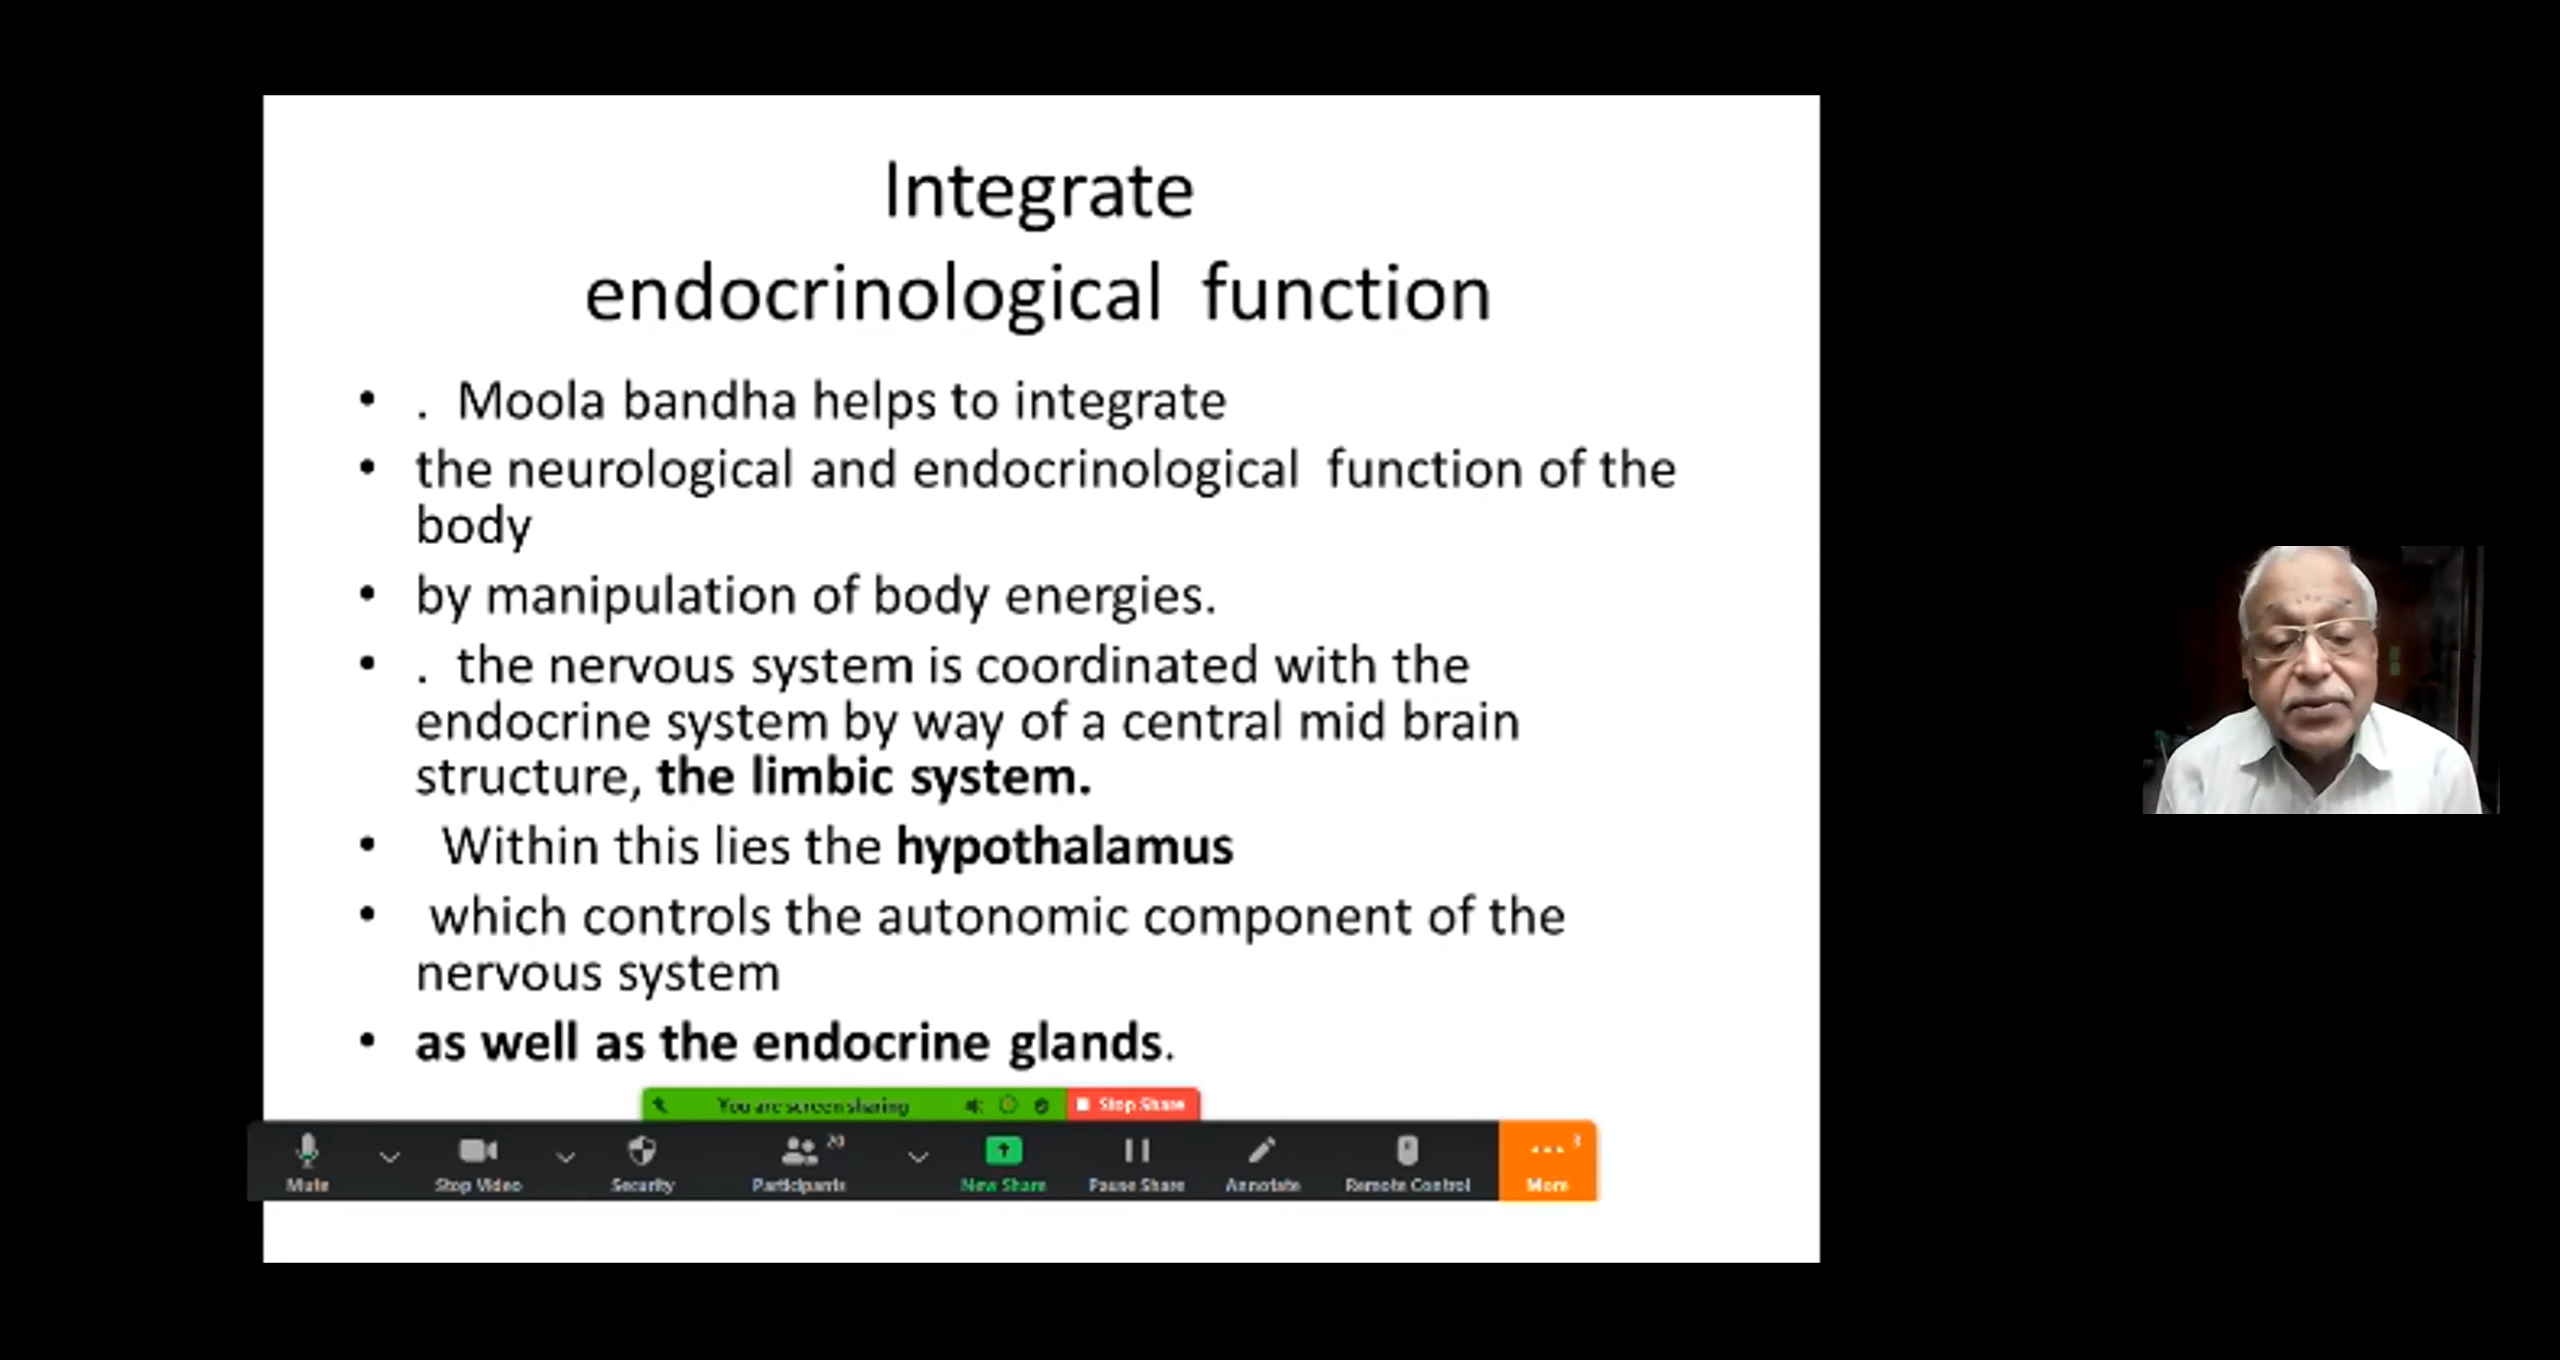 Integrate
endocrinological function
• . Moola bandha helps to integrate
• the neurological and endocrinological function of the
body
• by manipulation of body energies.
• . the nervous system is coordinated with the
endocrine system by way of a central mid brain
structure, the limbic system.
• Within this lies the hypothalamus
• which controls the autonomic component of the
nervous system
• as well as the endocrine glands.
You are screen sharing Stop Share
20 3
Mute Stop Video Security Participants New Share Pause Share Annotate Remote Control More